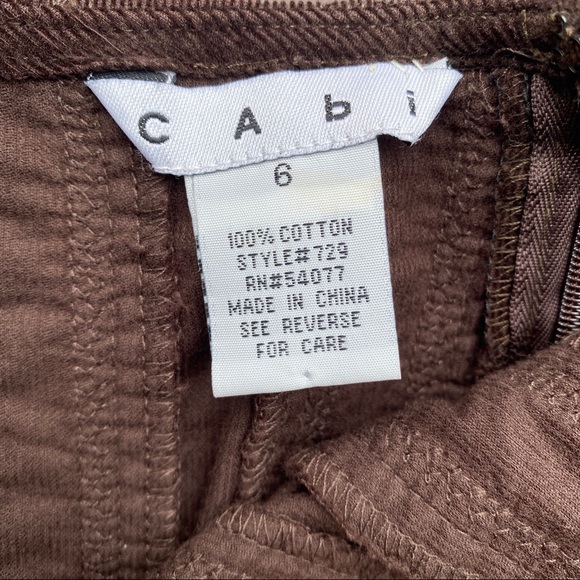 CAbi
6
100% COTTON
STYLE#729
RN#54077
MADE IN CHINA
SEE REVERSE
FOR CARE